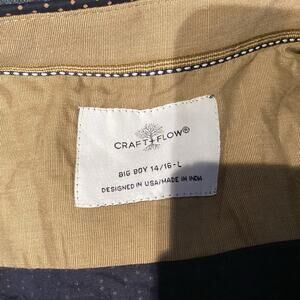 CRAFT+FLOW®
BIG BOY 14/16-L
DESIGNED IN USA/MADE IN INDIA